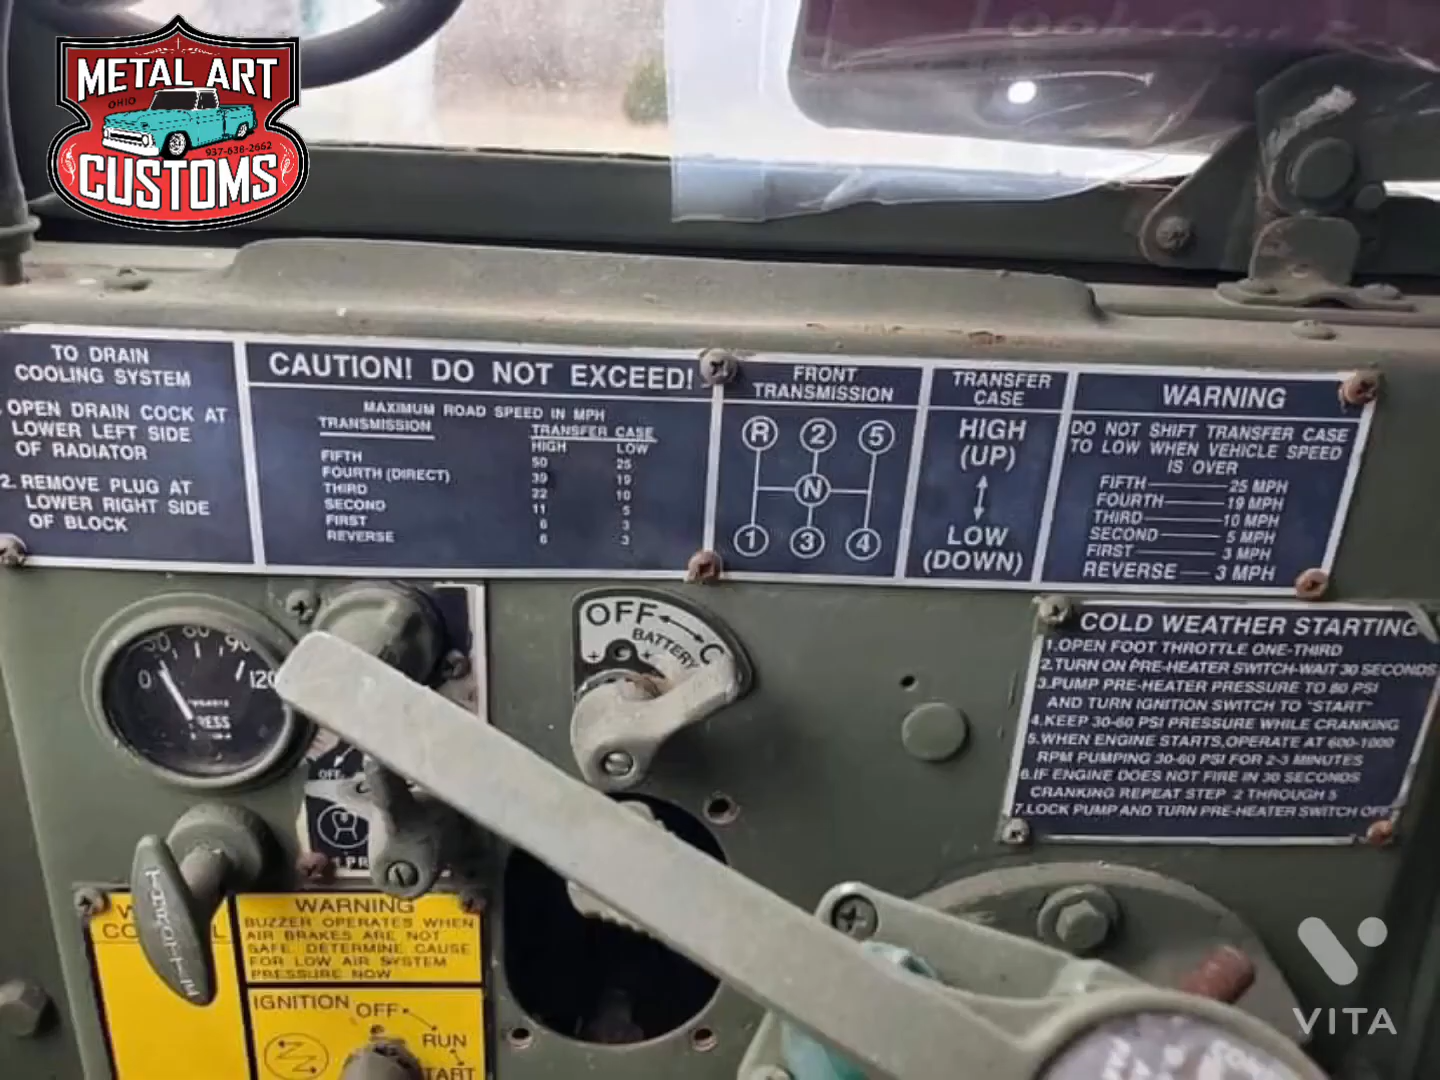 METAL ART
OHIO
937-638-2662
CUSTOMS
TO DRAIN
COOLING SYSTEM
. OPEN DRAIN COCK AT
LOWER LEFT SIDE
OF RADIATOR
2. REMOVE PLUG AT
LOWER RIGHT SIDE
OF BLOCK
CAUTION! DO NOT EXCEED!
MAXIMUM ROAD SPEED IN MPH
TRANSMISSION TRANSFER CASE
HIGH LOW
FIFTH 50 25
FOURTH (DIRECT) 39 19
THIRD 22 10
SECOND 11 5
FIRST 6 3
REVERSE 6 3
FRONT
TRANSMISSION
R 2 5
N
1 3 4
TRANSFER
CASE
HIGH
(UP)
LOW
(DOWN)
WARNING
DO NOT SHIFT TRANSFER CASE
TO LOW WHEN VEHICLE SPEED
IS OVER
FIFTH 25 MPH
FOURTH 19 MPH
THIRD 10 MPH
SECOND 5 MPH
FIRST 3 MPH
REVERSE 3 MPH
COLD WEATHER STARTING
1.OPEN FOOT THROTTLE ONE-THIRD
2.TURN ON PRE-HEATER SWITCH-WAIT 30 SECONDS
3.PUMP PRE-HEATER PRESSURE TO 80 PSI
AND TURN IGNITION SWITCH TO "START"
4.KEEP 30-60 PSI PRESSURE WHILE CRANKING
5.WHEN ENGINE STARTS,OPERATE AT 600-1000
RPM PUMPING 30-60 PSI FOR 2-3 MINUTES
6.IF ENGINE DOES NOT FIRE IN 30 SECONDS
CRANKING REPEAT STEP 2 THROUGH 5
7.LOCK PUMP AND TURN PRE-HEATER SWITCH OFF
OFF
BATTERY
0 30 60 90 120
OFF
WARNING
BUZZER OPERATES WHEN
AIR BRAKES ARE NOT
SAFE. DETERMINE CAUSE
FOR LOW AIR SYSTEM
PRESSURE NOW
IGNITION OFF
RUN
START
VITA